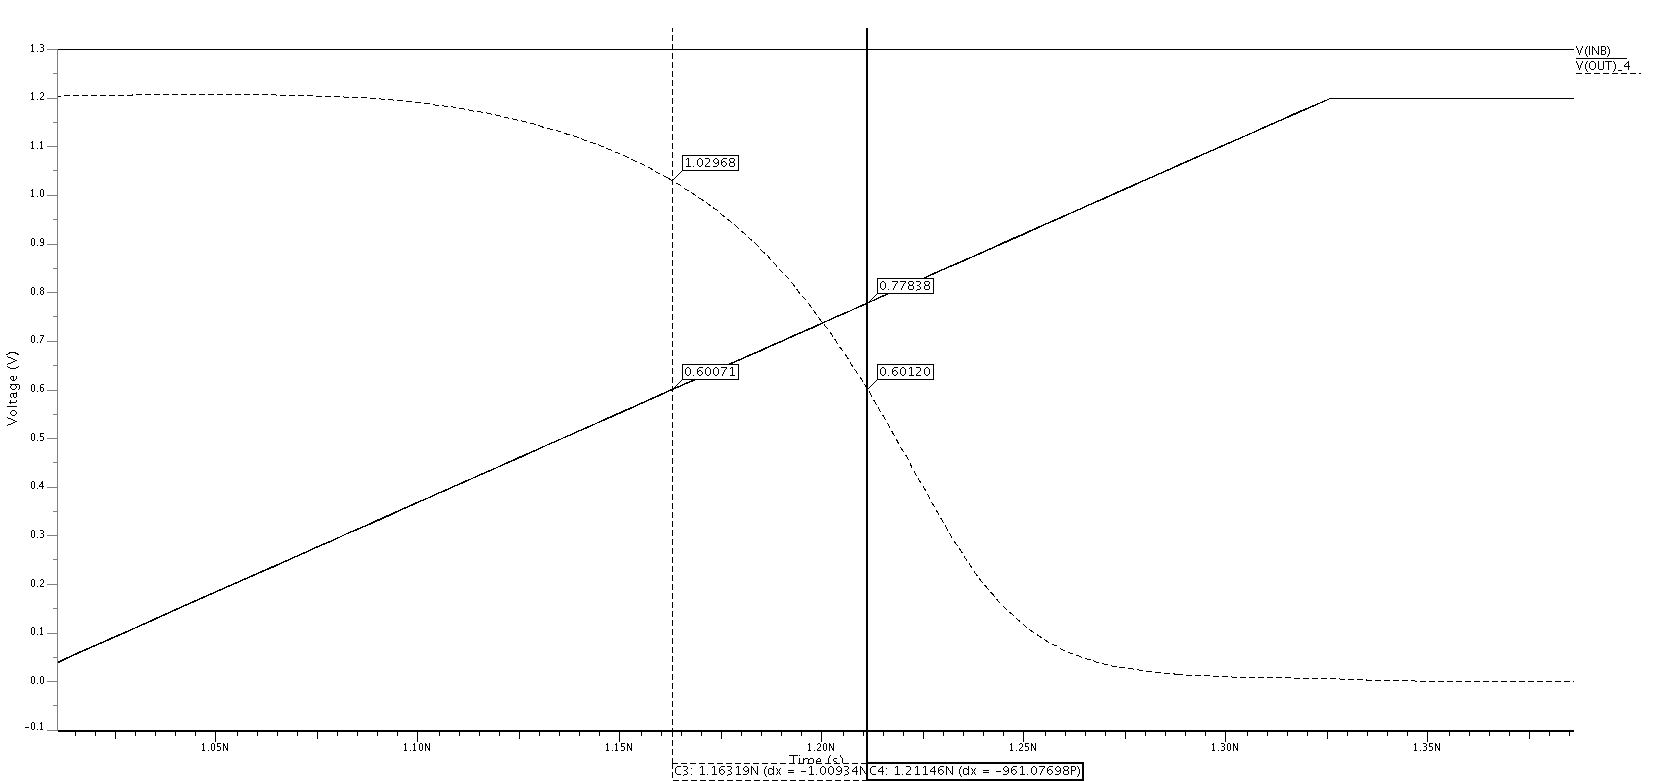 1.3
1.2
1.1
1.0
0.9
0.8
0.7
0.6
0.5
0.4
0.3
0.2
0.1
0.0
−0.1
Voltage (V)
V(INB)
V(OUT)_4
1.02968
0.77838
0.60071
0.60120
1.05N 1.10N 1.15N 1.20N 1.25N 1.30N 1.35N
Time (s)
C3: 1.16319N (dx = −1.00934N
C4: 1.21146N (dx = −961.07698P)